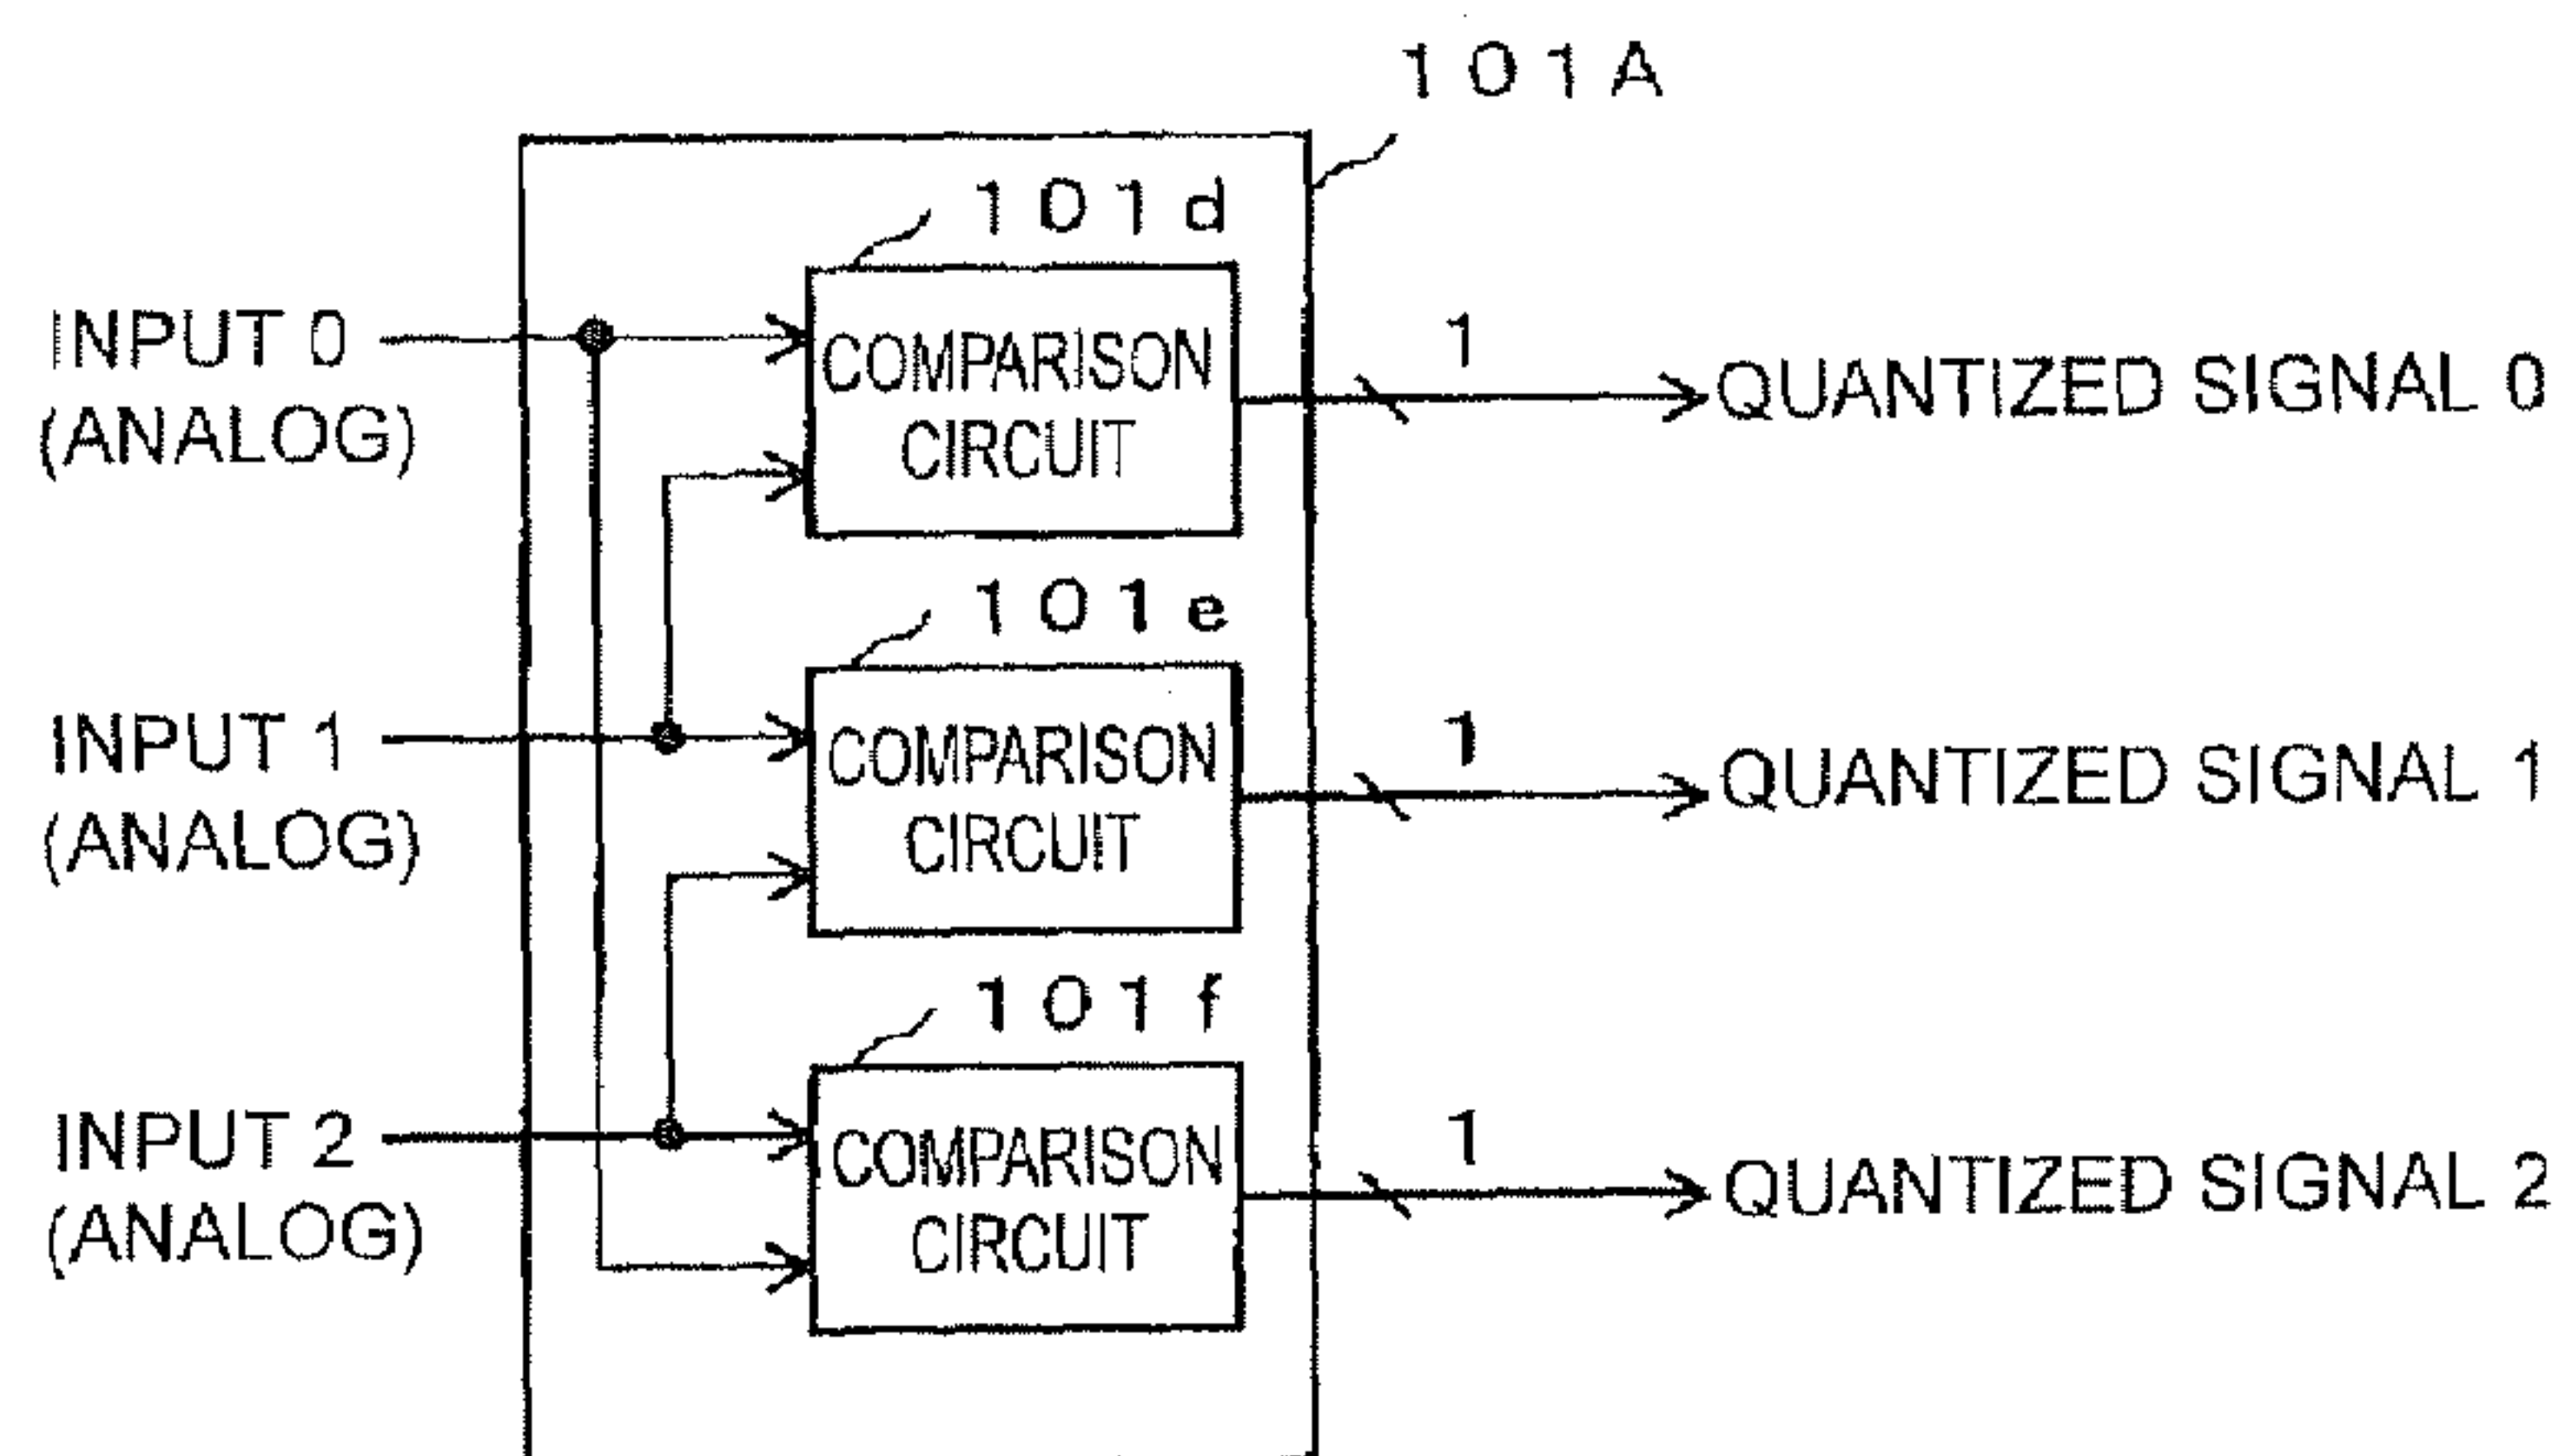 101A
101d
INPUT 0
(ANALOG)
COMPARISON
CIRCUIT
1
QUANTIZED SIGNAL 0
101e
INPUT 1
(ANALOG)
COMPARISON
CIRCUIT
1
QUANTIZED SIGNAL 1
101f
INPUT 2
(ANALOG)
COMPARISON
CIRCUIT
1
QUANTIZED SIGNAL 2